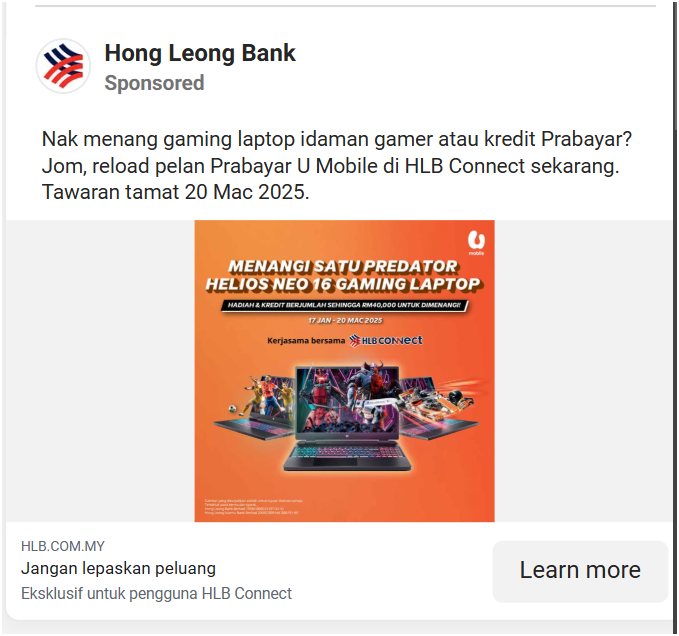 Hong Leong Bank
Sponsored
Nak menang gaming laptop idaman gamer atau kredit Prabayar?
Jom, reload pelan Prabayar U Mobile di HLB Connect sekarang.
Tawaran tamat 20 Mac 2025.
mobile
MENANGI SATU PREDATOR
HELIOS NEO 16 GAMING LAPTOP
HADIAH & KREDIT BERJUMLAH SEHINGGA RM40,000 UNTUK DIMENANGI!
17 JAN - 20 MAC 2025
Kerjasama bersama HLB CONNect
HLB.COM.MY
Jangan lepaskan peluang
Eksklusif untuk pengguna HLB Connect
Learn more